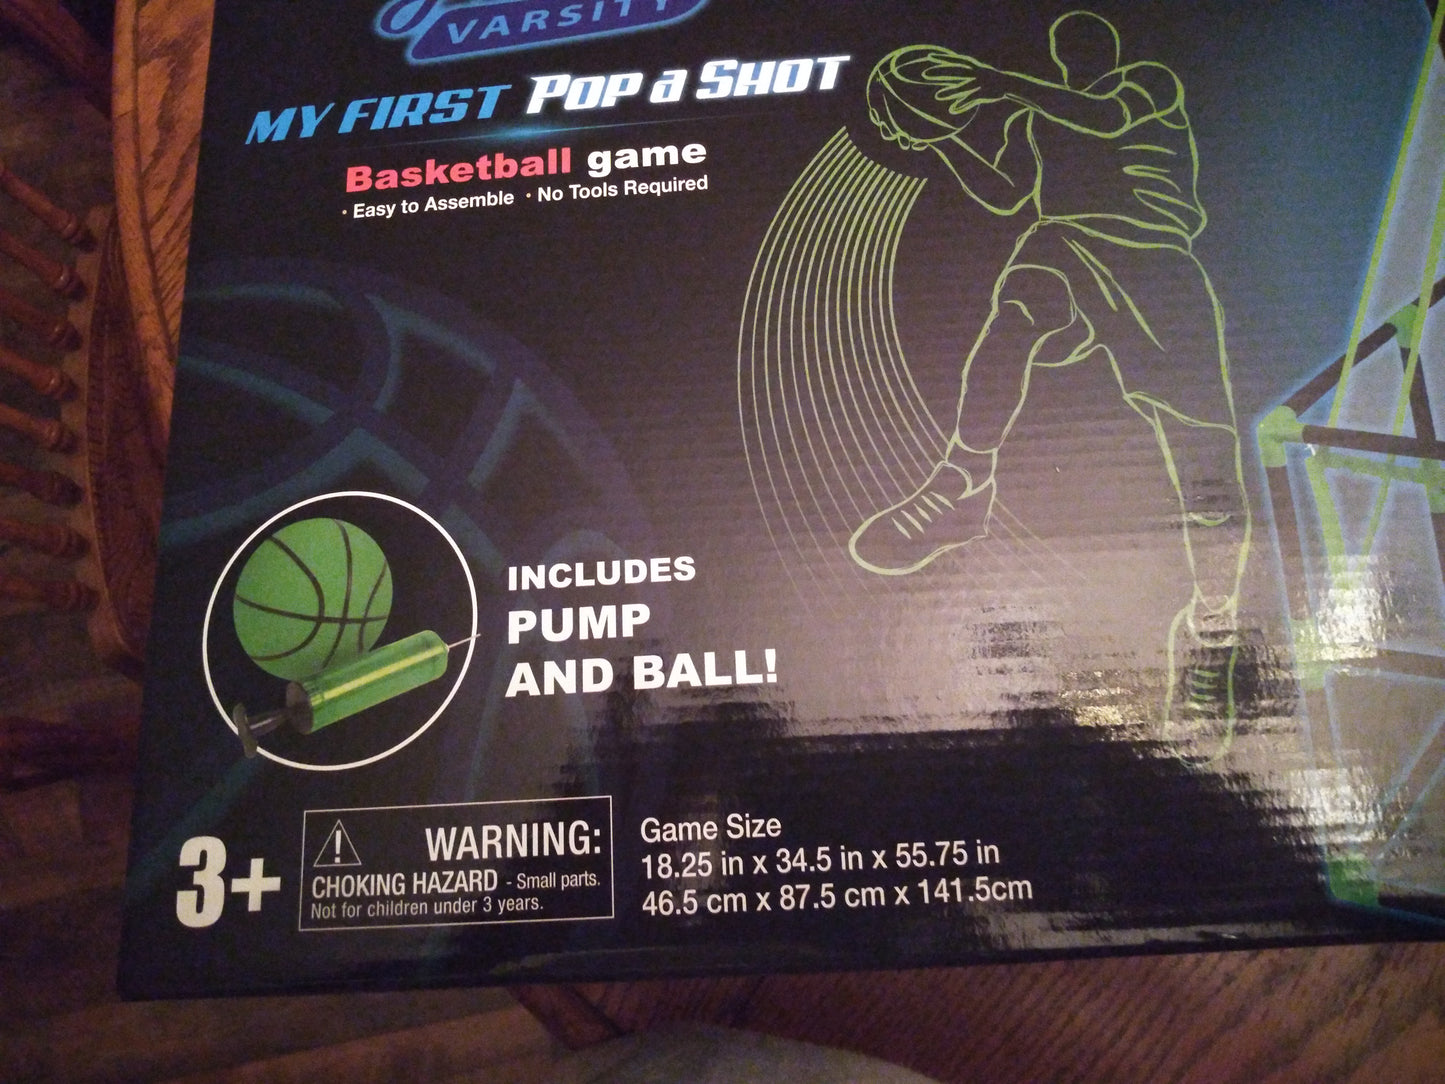 VARSITY
MY FIRST POP a SHOT
Basketball game
· Easy to Assemble · No Tools Required
INCLUDES
PUMP
AND BALL!
3+
WARNING:
CHOKING HAZARD - Small parts.
Not for children under 3 years.
Game Size
18.25 in x 34.5 in x 55.75 in
46.5 cm x 87.5 cm x 141.5cm